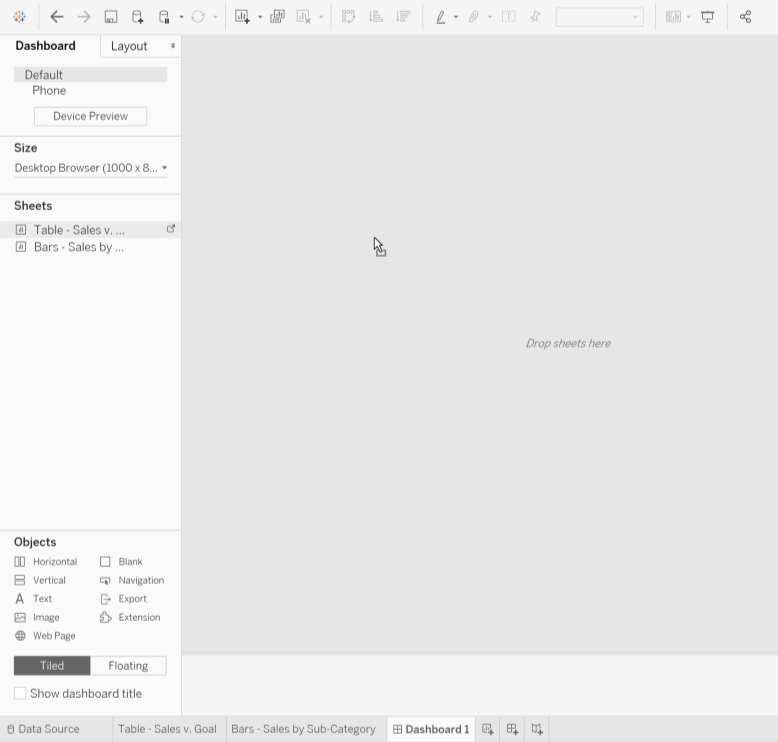 Dashboard Layout
Default
Phone
Device Preview
Size
Desktop Browser (1000 x 8...
Sheets
Table - Sales v. ...
Bars - Sales by ...
Drop sheets here
Objects
Horizontal Blank
Vertical Navigation
A Text Export
Image Extension
Web Page
Tiled Floating
Show dashboard title
Data Source Table - Sales v. Goal Bars - Sales by Sub-Category Dashboard 1